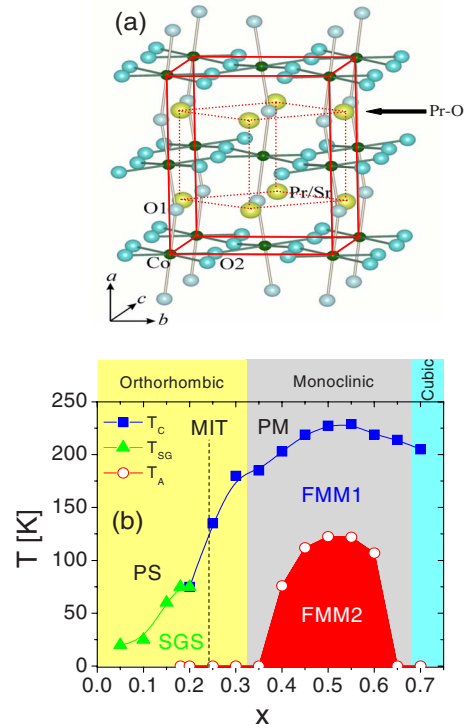 (a)
Pr-O
Pr/Sr
O1
Co
O2
a
c
b
Orthorhombic
Monoclinic
Cubic
250
T_C
MIT
PM
T_SG
200
T_A
FMM1
150
(b)
T [K]
100
PS
FMM2
50
SGS
0
0.0 0.1 0.2 0.3 0.4 0.5 0.6 0.7
x